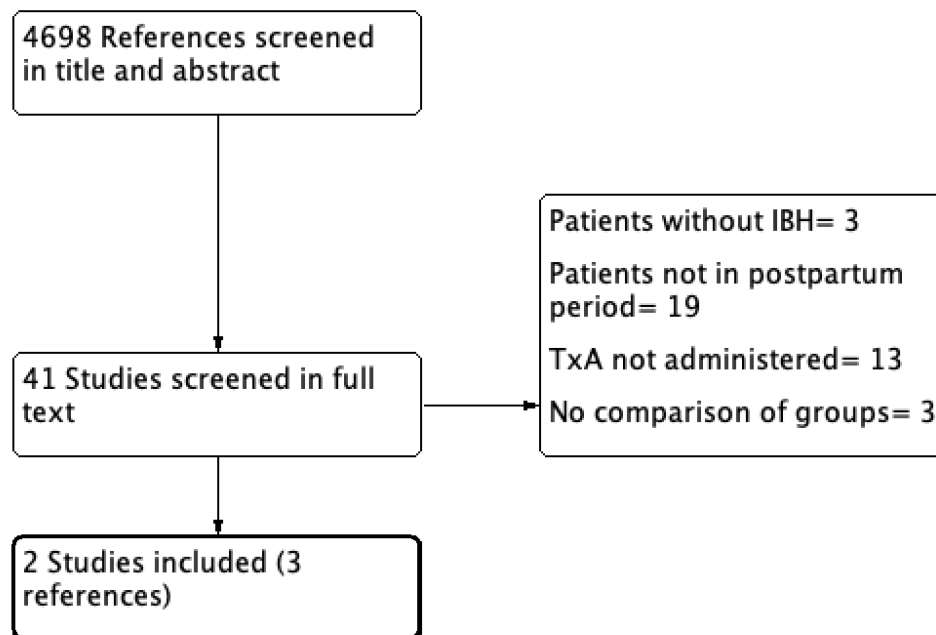 4698 References screened
in title and abstract
Patients without IBH= 3
Patients not in postpartum
period= 19
TxA not administered= 13
No comparison of groups= 3
41 Studies screened in full
text
2 Studies included (3
references)